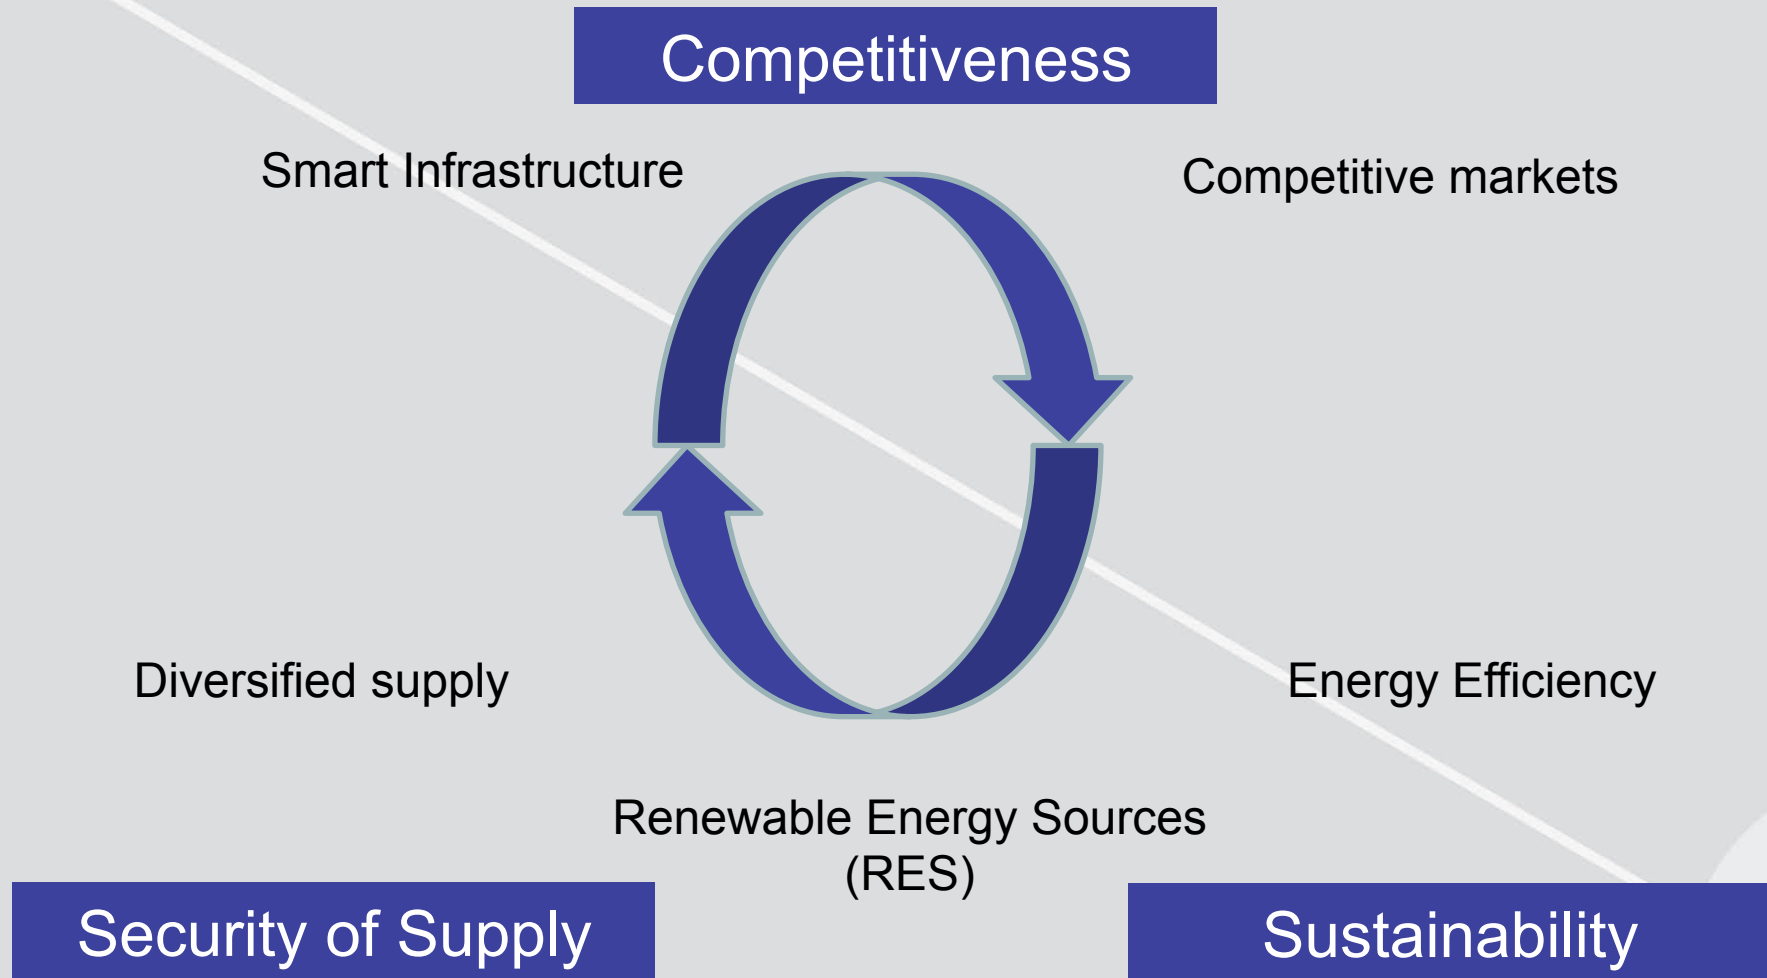 Competitiveness
Smart Infrastructure
Competitive markets
Diversified supply
Energy Efficiency
Renewable Energy Sources
(RES)
Security of Supply
Sustainability